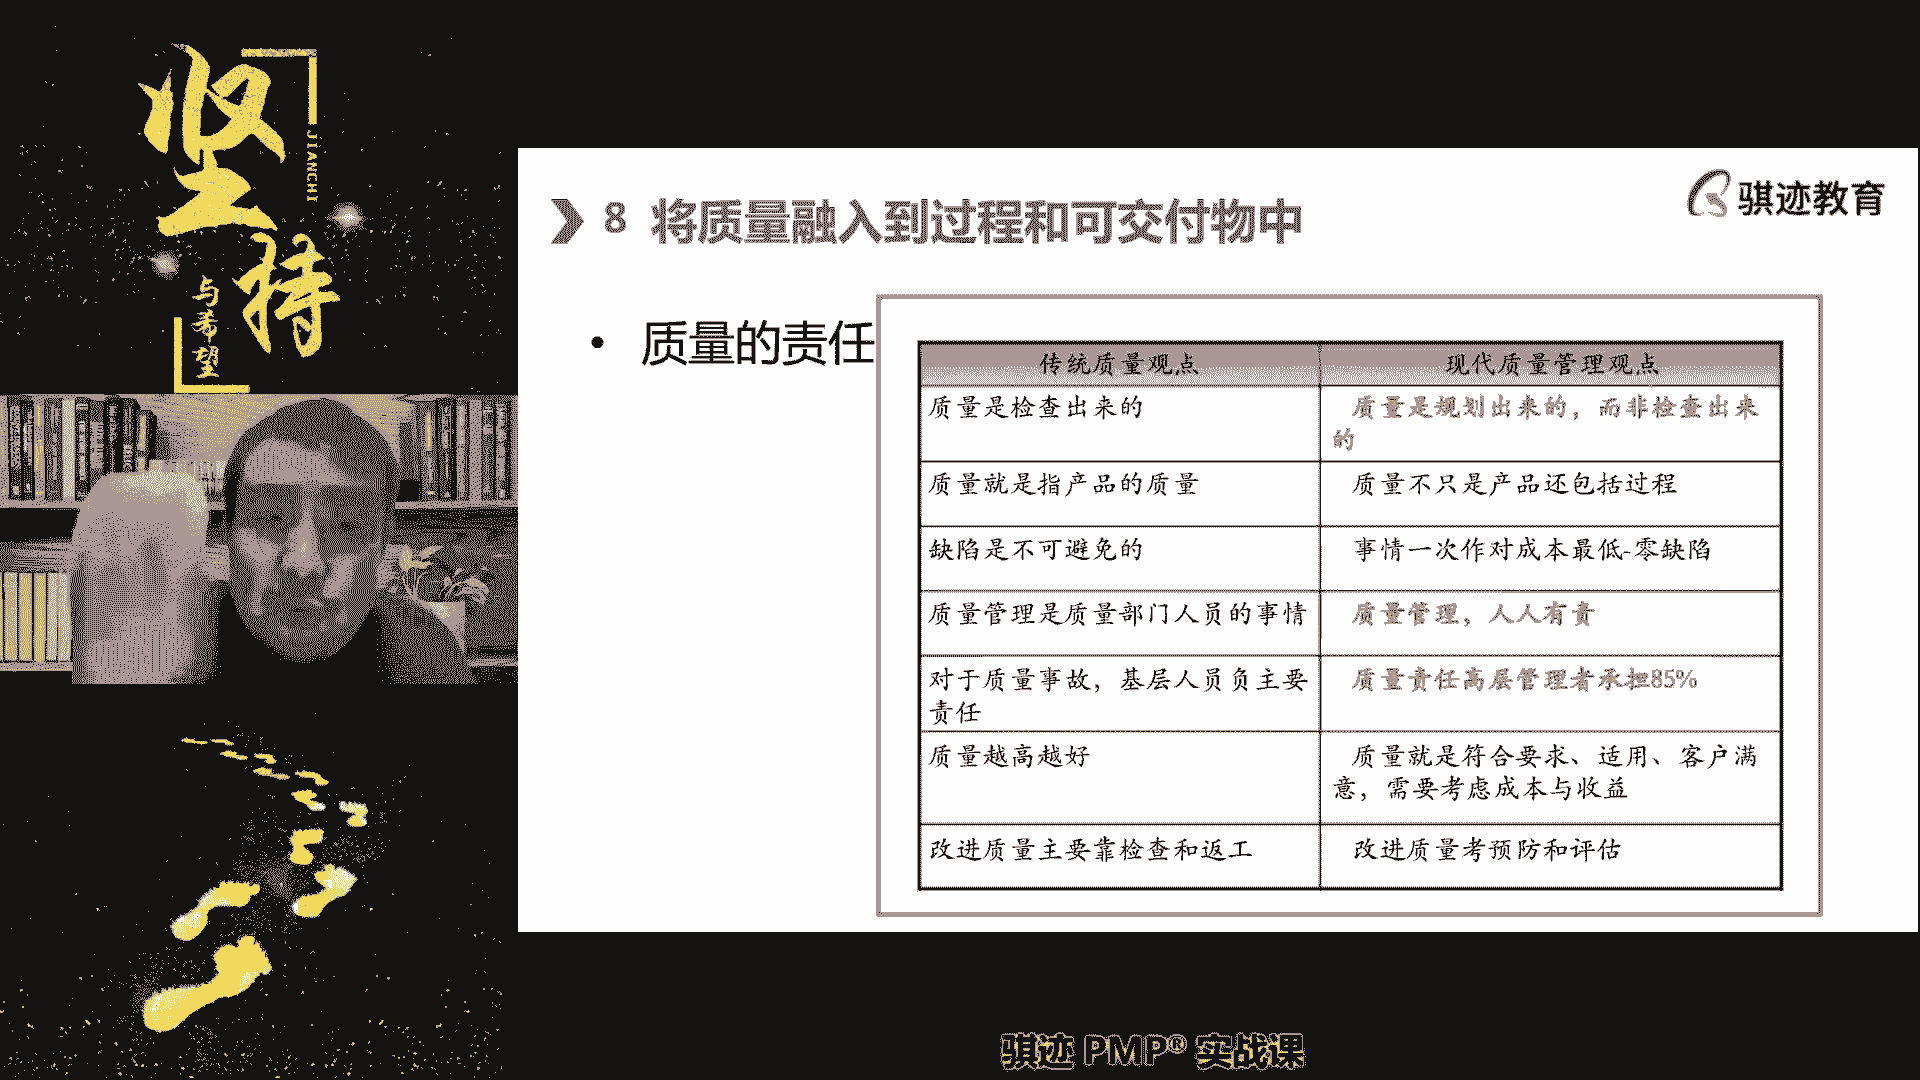 坚持
JIANCHI
与希望
骐迹教育
8 将质量融入到过程和可交付物中
• 质量的责任
传统质量观点
现代质量管理观点
质量是检查出来的
质量是规划出来的，而非检查出来
的
质量就是指产品的质量
质量不只是产品还包括过程
缺陷是不可避免的
事情一次作对成本最低-零缺陷
质量管理是质量部门人员的事情
质量管理，人人有责
对于质量事故，基层人员负主要
责任
质量责任高层管理者承担85%
质量越高越好
质量就是符合要求、适用、客户满
意，需要考虑成本与收益
改进质量主要靠检查和返工
改进质量考预防和评估
骐迹 PMP® 实战课